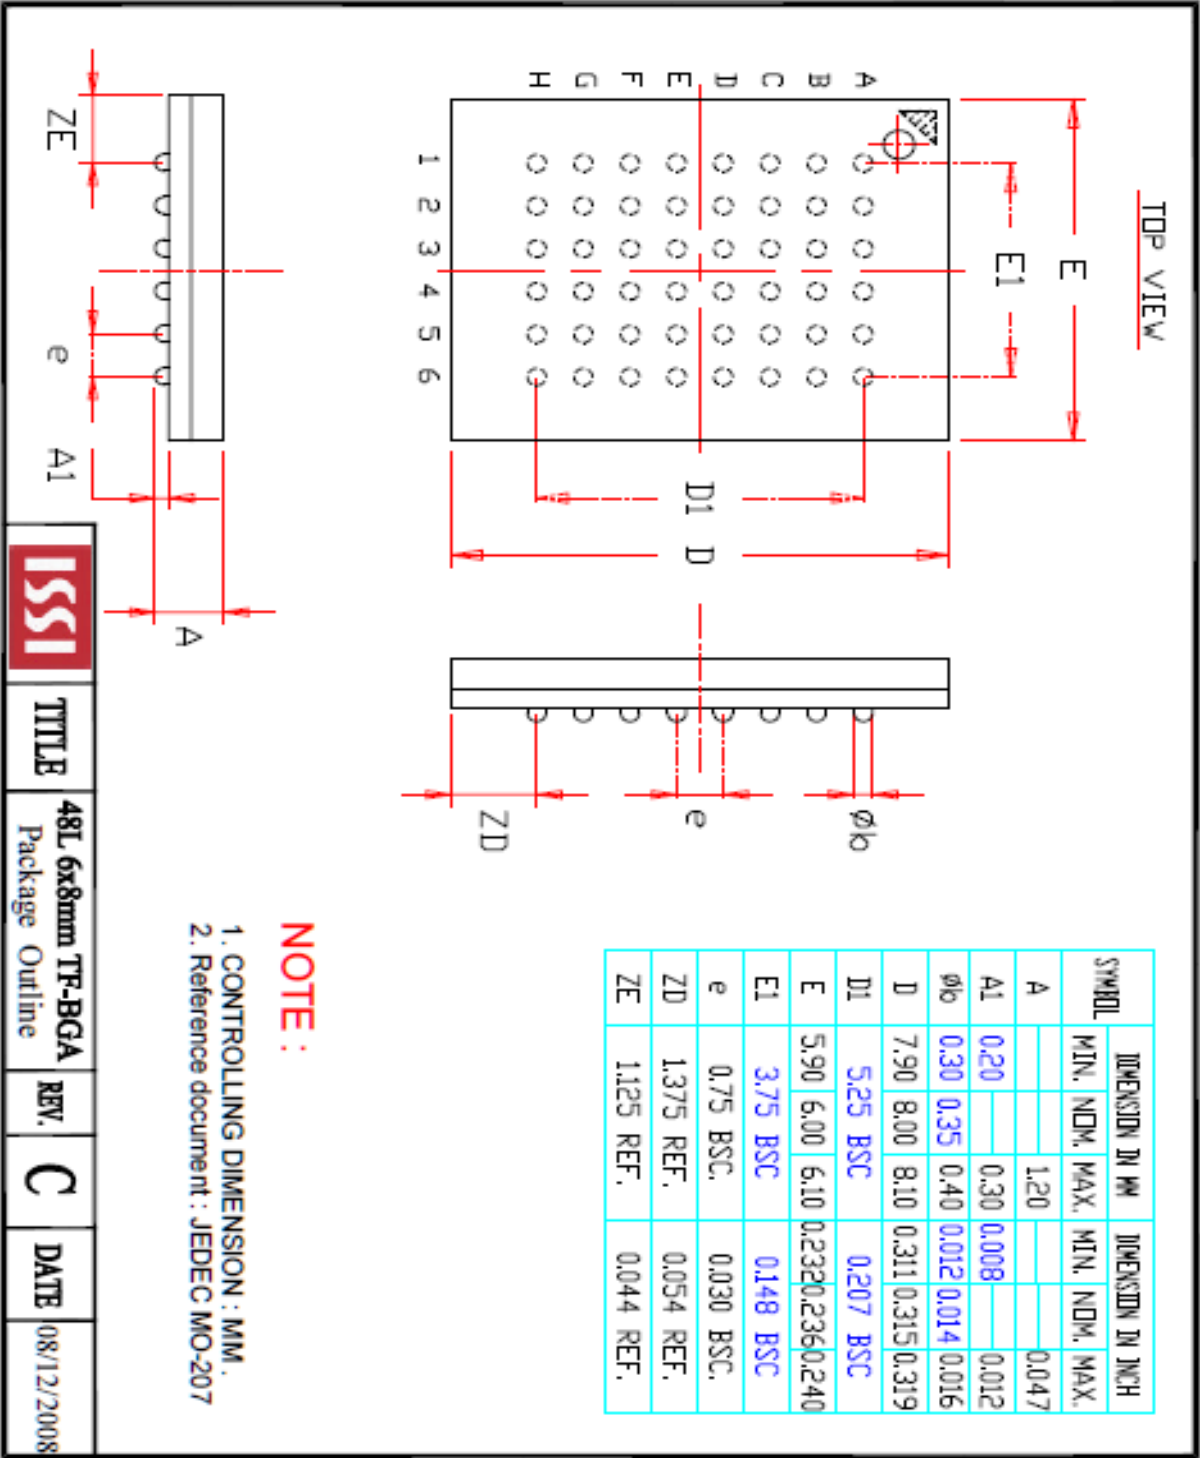 TOP VIEW
E
E1
A B C D E F G H
1 2 3 4 5 6
D1
D
ZE
e
A1
A
Øb
e
ZD
SYMBOL DIMENSION IN MM DIMENSION IN INCH
MIN. NOM. MAX. MIN. NOM. MAX.
A 1.20 0.047
A1 0.20 0.30 0.008 0.012
Øb 0.30 0.35 0.40 0.012 0.014 0.016
D 7.90 8.00 8.10 0.311 0.315 0.319
D1 5.25 BSC 0.207 BSC
E 5.90 6.00 6.10 0.232 0.236 0.240
E1 3.75 BSC 0.148 BSC
e 0.75 BSC. 0.030 BSC.
ZD 1.375 REF. 0.054 REF.
ZE 1.125 REF. 0.044 REF.
NOTE :
1. CONTROLLING DIMENSION : MM .
2. Reference document : JEDEC MO-207
ISSI
TITLE
48L 6x8mm TF-BGA
Package Outline
REV. C DATE 08/12/2008